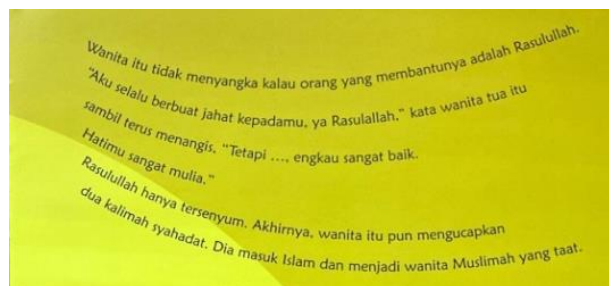 Wanita itu tidak menyangka kalau orang yang membantunya adalah Rasulullah.
"Aku selalu berbuat jahat kepadamu, ya Rasulallah," kata wanita tua itu
sambil terus menangis, "Tetapi ..., engkau sangat baik.
Hatimu sangat mulia."
Rasulullah hanya tersenyum. Akhirnya, wanita itu pun mengucapkan
dua kalimah syahadat. Dia masuk Islam dan menjadi wanita Muslimah yang taat.